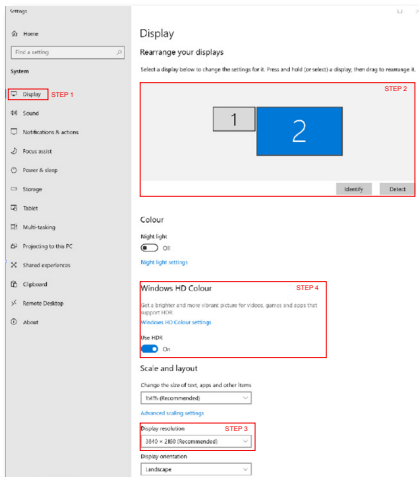 Settings
Home
Find a setting
System
Display STEP 1
Sound
Notifications & actions
Focus assist
Power & sleep
Storage
Tablet
Multi-tasking
Projecting to this PC
Shared experiences
Clipboard
Remote Desktop
About
Display
Rearrange your displays
Select a display below to change the settings for it. Press and hold (or select) a display, then drag to rearrange it.
STEP 2
1
2
Identify Detect
Colour
Night light
Off
Night light settings
Windows HD Colour STEP 4
Get a brighter and more vibrant picture for videos, games and apps that
support HDR.
Windows HD Colour settings
Use HDR
On
Scale and layout
Change the size of text, apps and other items
(Recommended)
Advanced scaling settings
Display resolution STEP 3
3840 × 2160 (Recommended)
Display orientation
Landscape